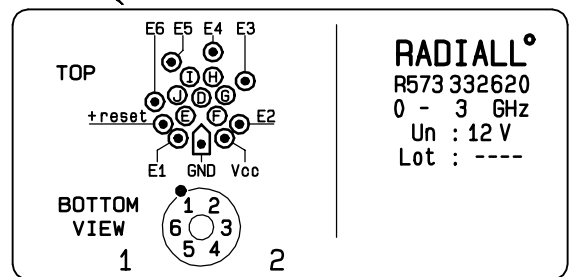 E6 E5 E4 E3
TOP
I H
J D G
E F
+reset E2
E1 GND Vcc
BOTTOM
VIEW
1 2
6 3
5 4
1 2
RADIALL°
R573 332620
0 - 3 GHz
Un : 12 V
Lot : ----